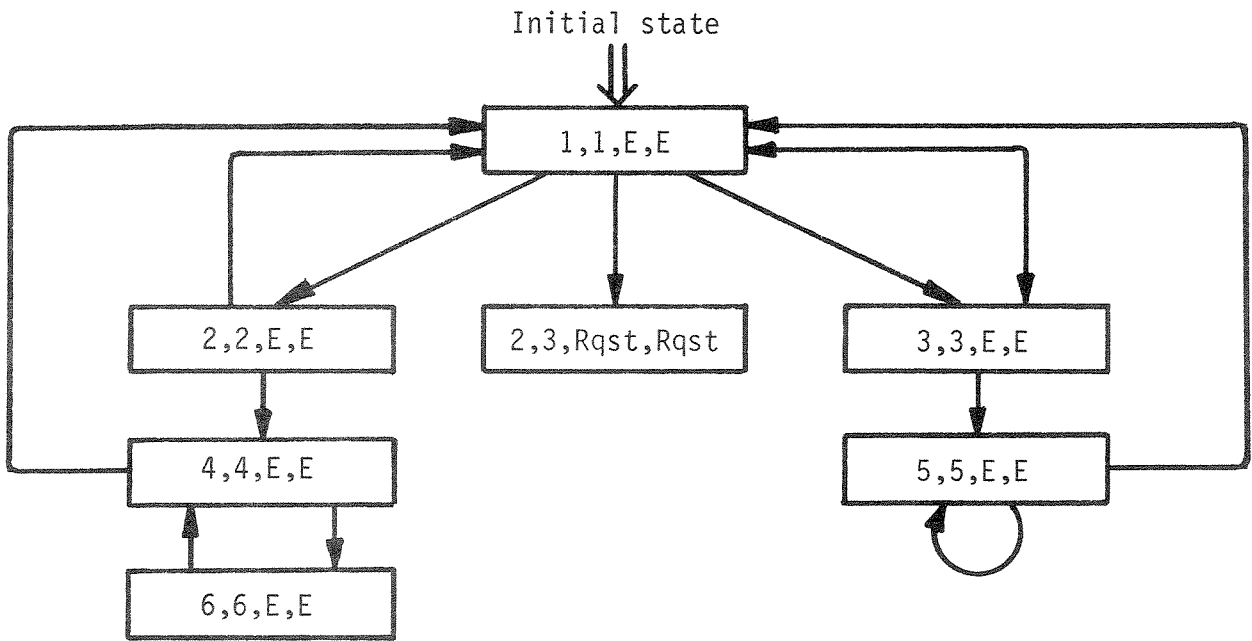 Initial state
1,1,E,E
2,2,E,E
2,3,Rqst,Rqst
3,3,E,E
4,4,E,E
5,5,E,E
6,6,E,E